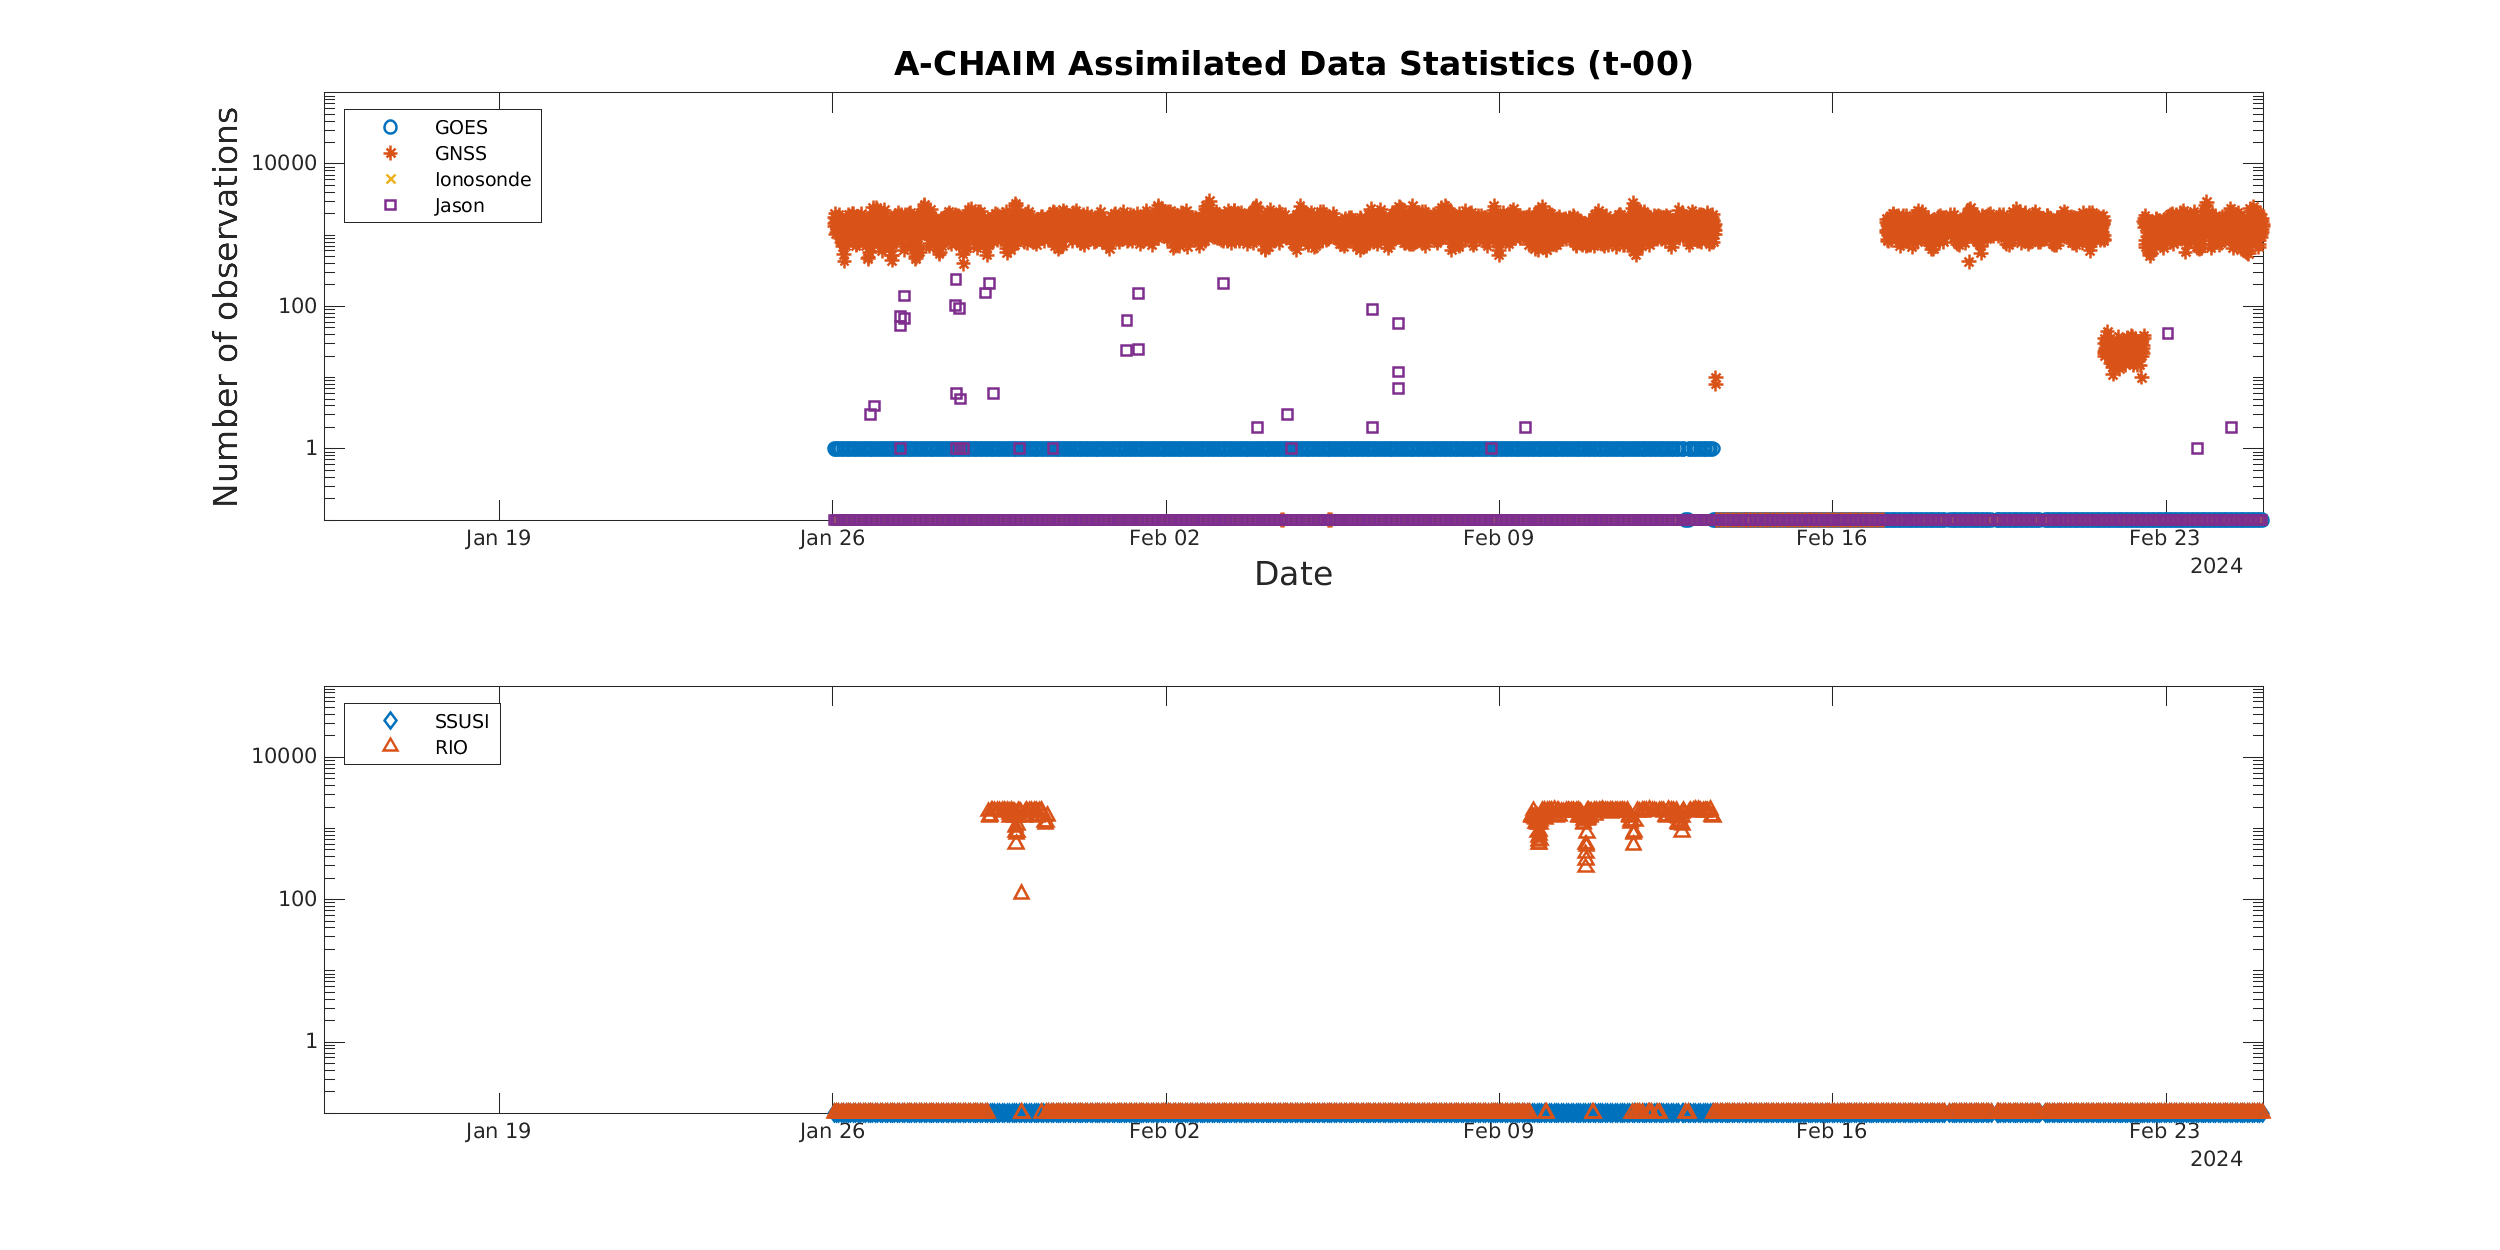 A-CHAIM Assimilated Data Statistics (t-00)
Number of observations
10000
100
1
GOES
GNSS
Ionosonde
Jason
Jan 19
Jan 26
Feb 02
Feb 09
Feb 16
Feb 23
2024
Date
10000
100
1
SSUSI
RIO
Jan 19
Jan 26
Feb 02
Feb 09
Feb 16
Feb 23
2024